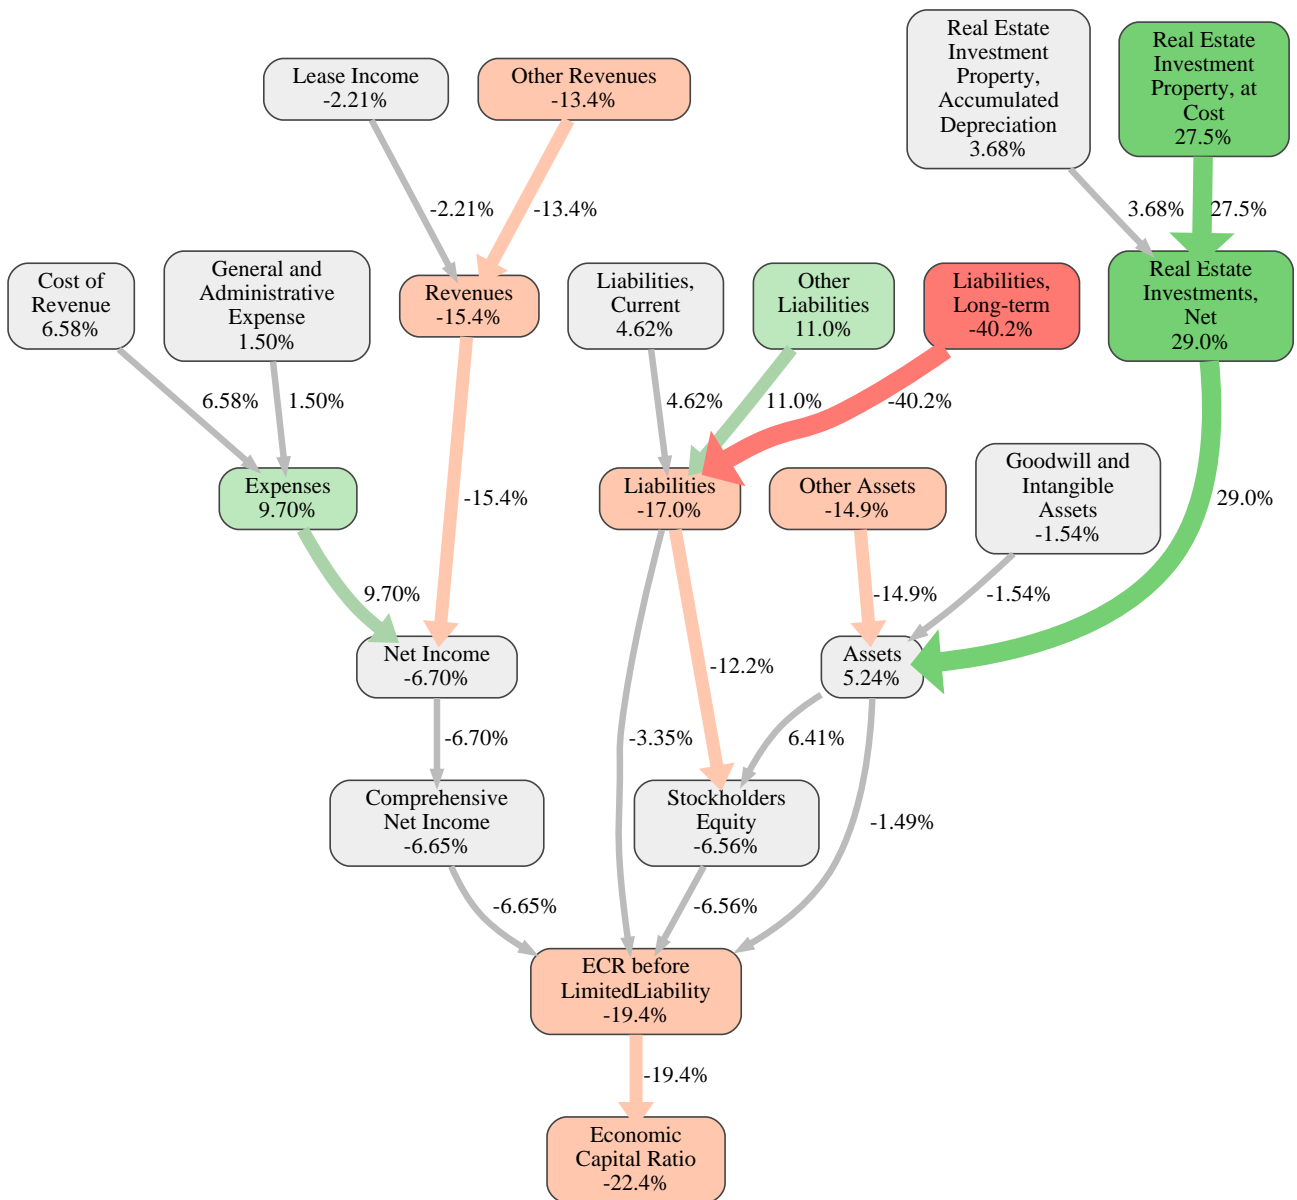 Real Estate
Investment
Property,
Accumulated
Depreciation
3.68%
Real Estate
Investment
Property, at
Cost
27.5%
Lease Income
-2.21%
Other Revenues
-13.4%
-2.21%
-13.4%
3.68%
27.5%
Cost of
Revenue
6.58%
General and
Administrative
Expense
1.50%
Revenues
-15.4%
Liabilities,
Current
4.62%
Other
Liabilities
11.0%
Liabilities,
Long-term
-40.2%
Real Estate
Investments,
Net
29.0%
6.58%
1.50%
4.62%
11.0%
-40.2%
Expenses
9.70%
-15.4%
Liabilities
-17.0%
Other Assets
-14.9%
Goodwill and
Intangible
Assets
-1.54%
29.0%
9.70%
-14.9%
-1.54%
Net Income
-6.70%
-12.2%
Assets
5.24%
-6.70%
-3.35%
6.41%
Comprehensive
Net Income
-6.65%
Stockholders
Equity
-6.56%
-1.49%
-6.65%
-6.56%
ECR before
LimitedLiability
-19.4%
-19.4%
Economic
Capital Ratio
-22.4%